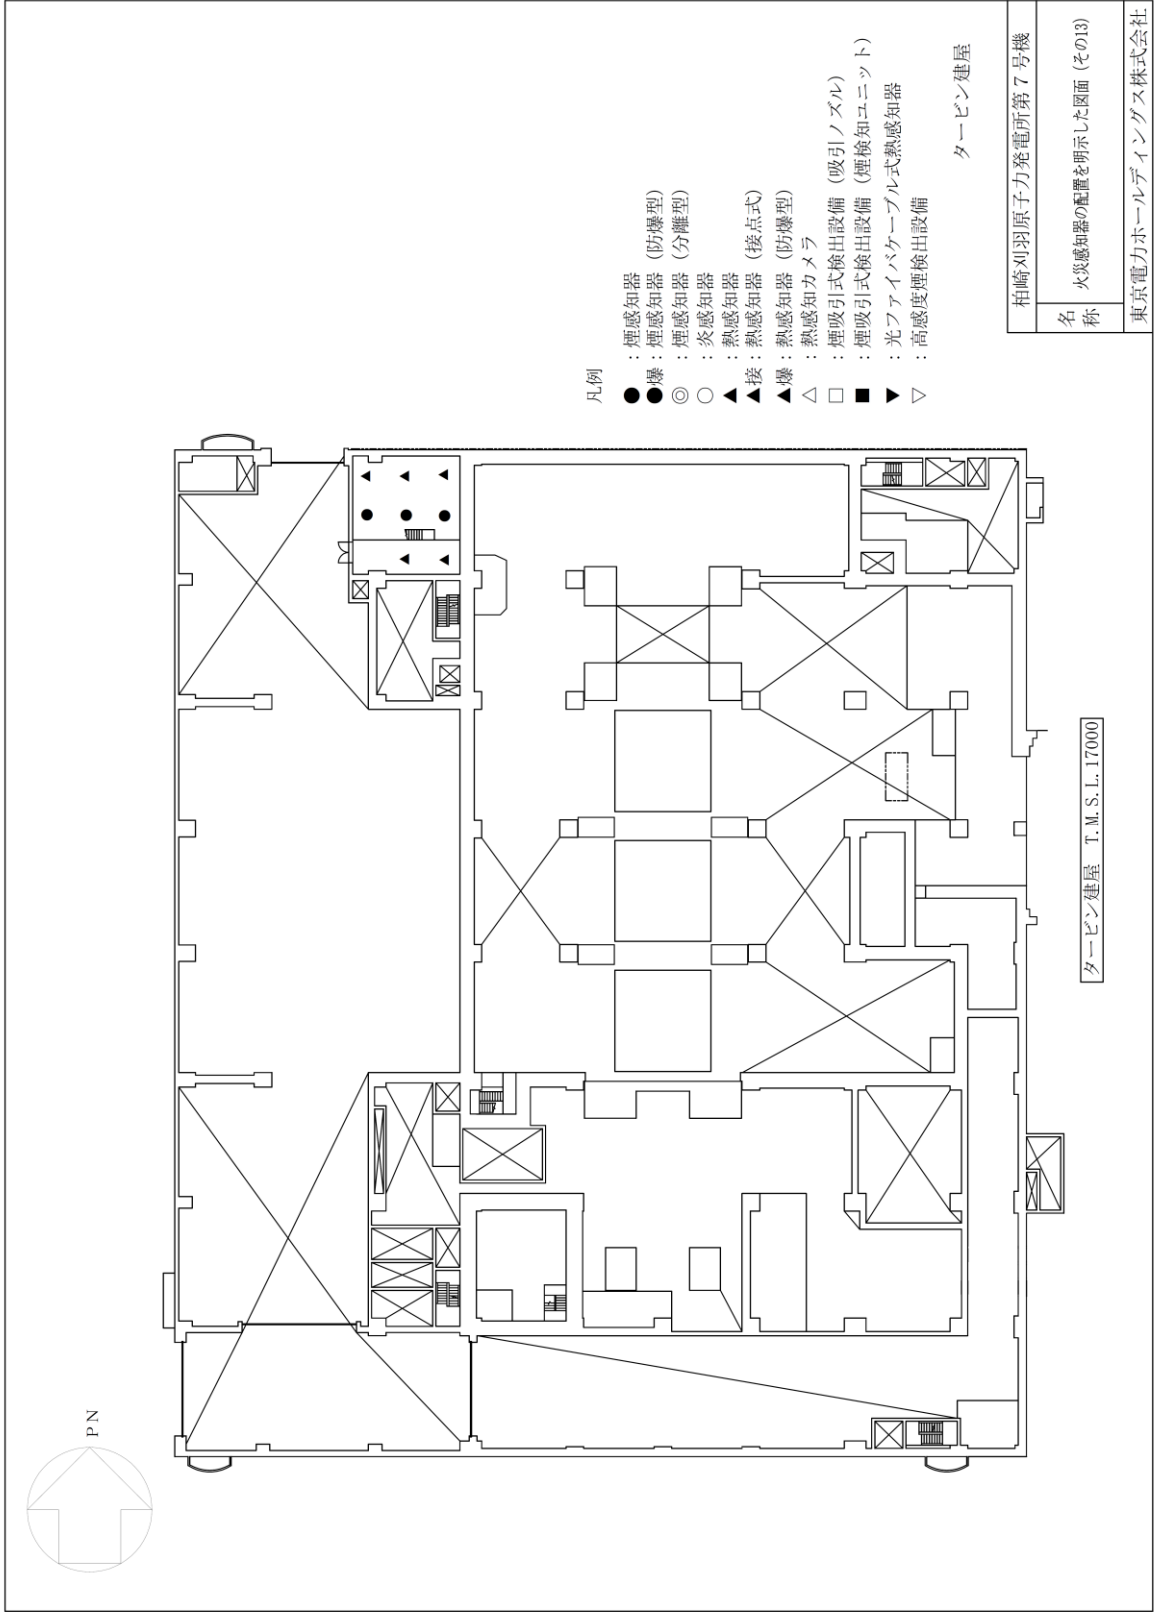 PN
凡例
● ：煙感知器
●爆：煙感知器（防爆型）
◎ ：煙感知器（分離型）
○ ：炎感知器
▲ ：熱感知器
▲接：熱感知器（接点式）
▲爆：熱感知器（防爆型）
△ ：熱感知カメラ
□ ：煙吸引式検出設備（吸引ノズル）
■ ：煙吸引式検出設備（煙検知ユニット）
▼ ：光ファイバケーブル式熱感知器
▽ ：高感度煙検出設備
タービン建屋
タービン建屋 T.M.S.L.17000
柏崎刈羽原子力発電所第７号機
名称
火災感知器の配置を明示した図面（その13）
東京電力ホールディングス株式会社